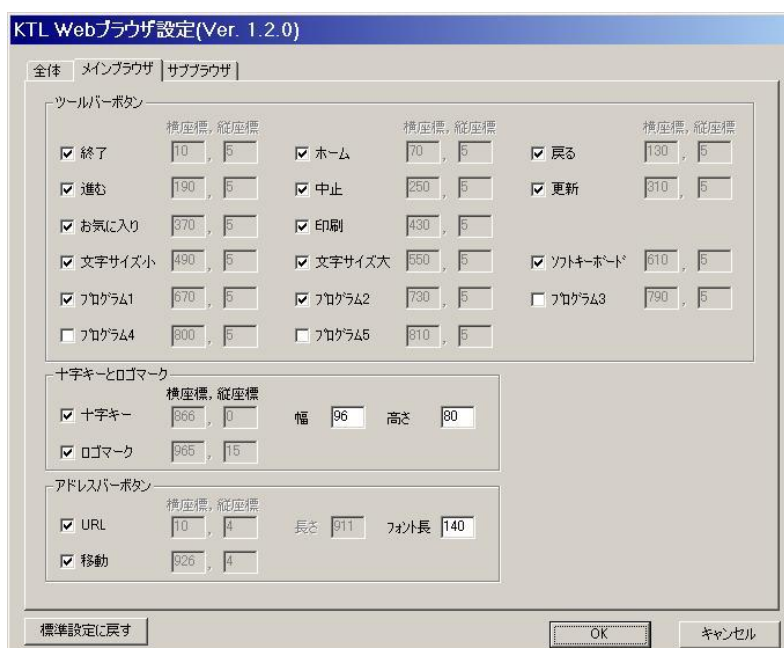 KTL Webブラウザ設定(Ver. 1.2.0)
全体 メインブラウザ サブブラウザ
ツールバーボタン
横座標, 縦座標 横座標, 縦座標 横座標, 縦座標
終了 10 , 5 ホーム 70 , 5 戻る 130 , 5
進む 190 , 5 中止 250 , 5 更新 310 , 5
お気に入り 370 , 5 印刷 430 , 5
文字サイズ小 490 , 5 文字サイズ大 550 , 5 ソフトキーボード 610 , 5
プログラム1 670 , 5 プログラム2 730 , 5 プログラム3 790 , 5
プログラム4 800 , 5 プログラム5 810 , 5
十字キーとロゴマーク
横座標, 縦座標
十字キー 866 , 0 幅 96 高さ 80
ロゴマーク 965 , 15
アドレスバーボタン
横座標, 縦座標
URL 10 , 4 長さ 911 フォント長 140
移動 926 , 4
標準設定に戻す OK キャンセル